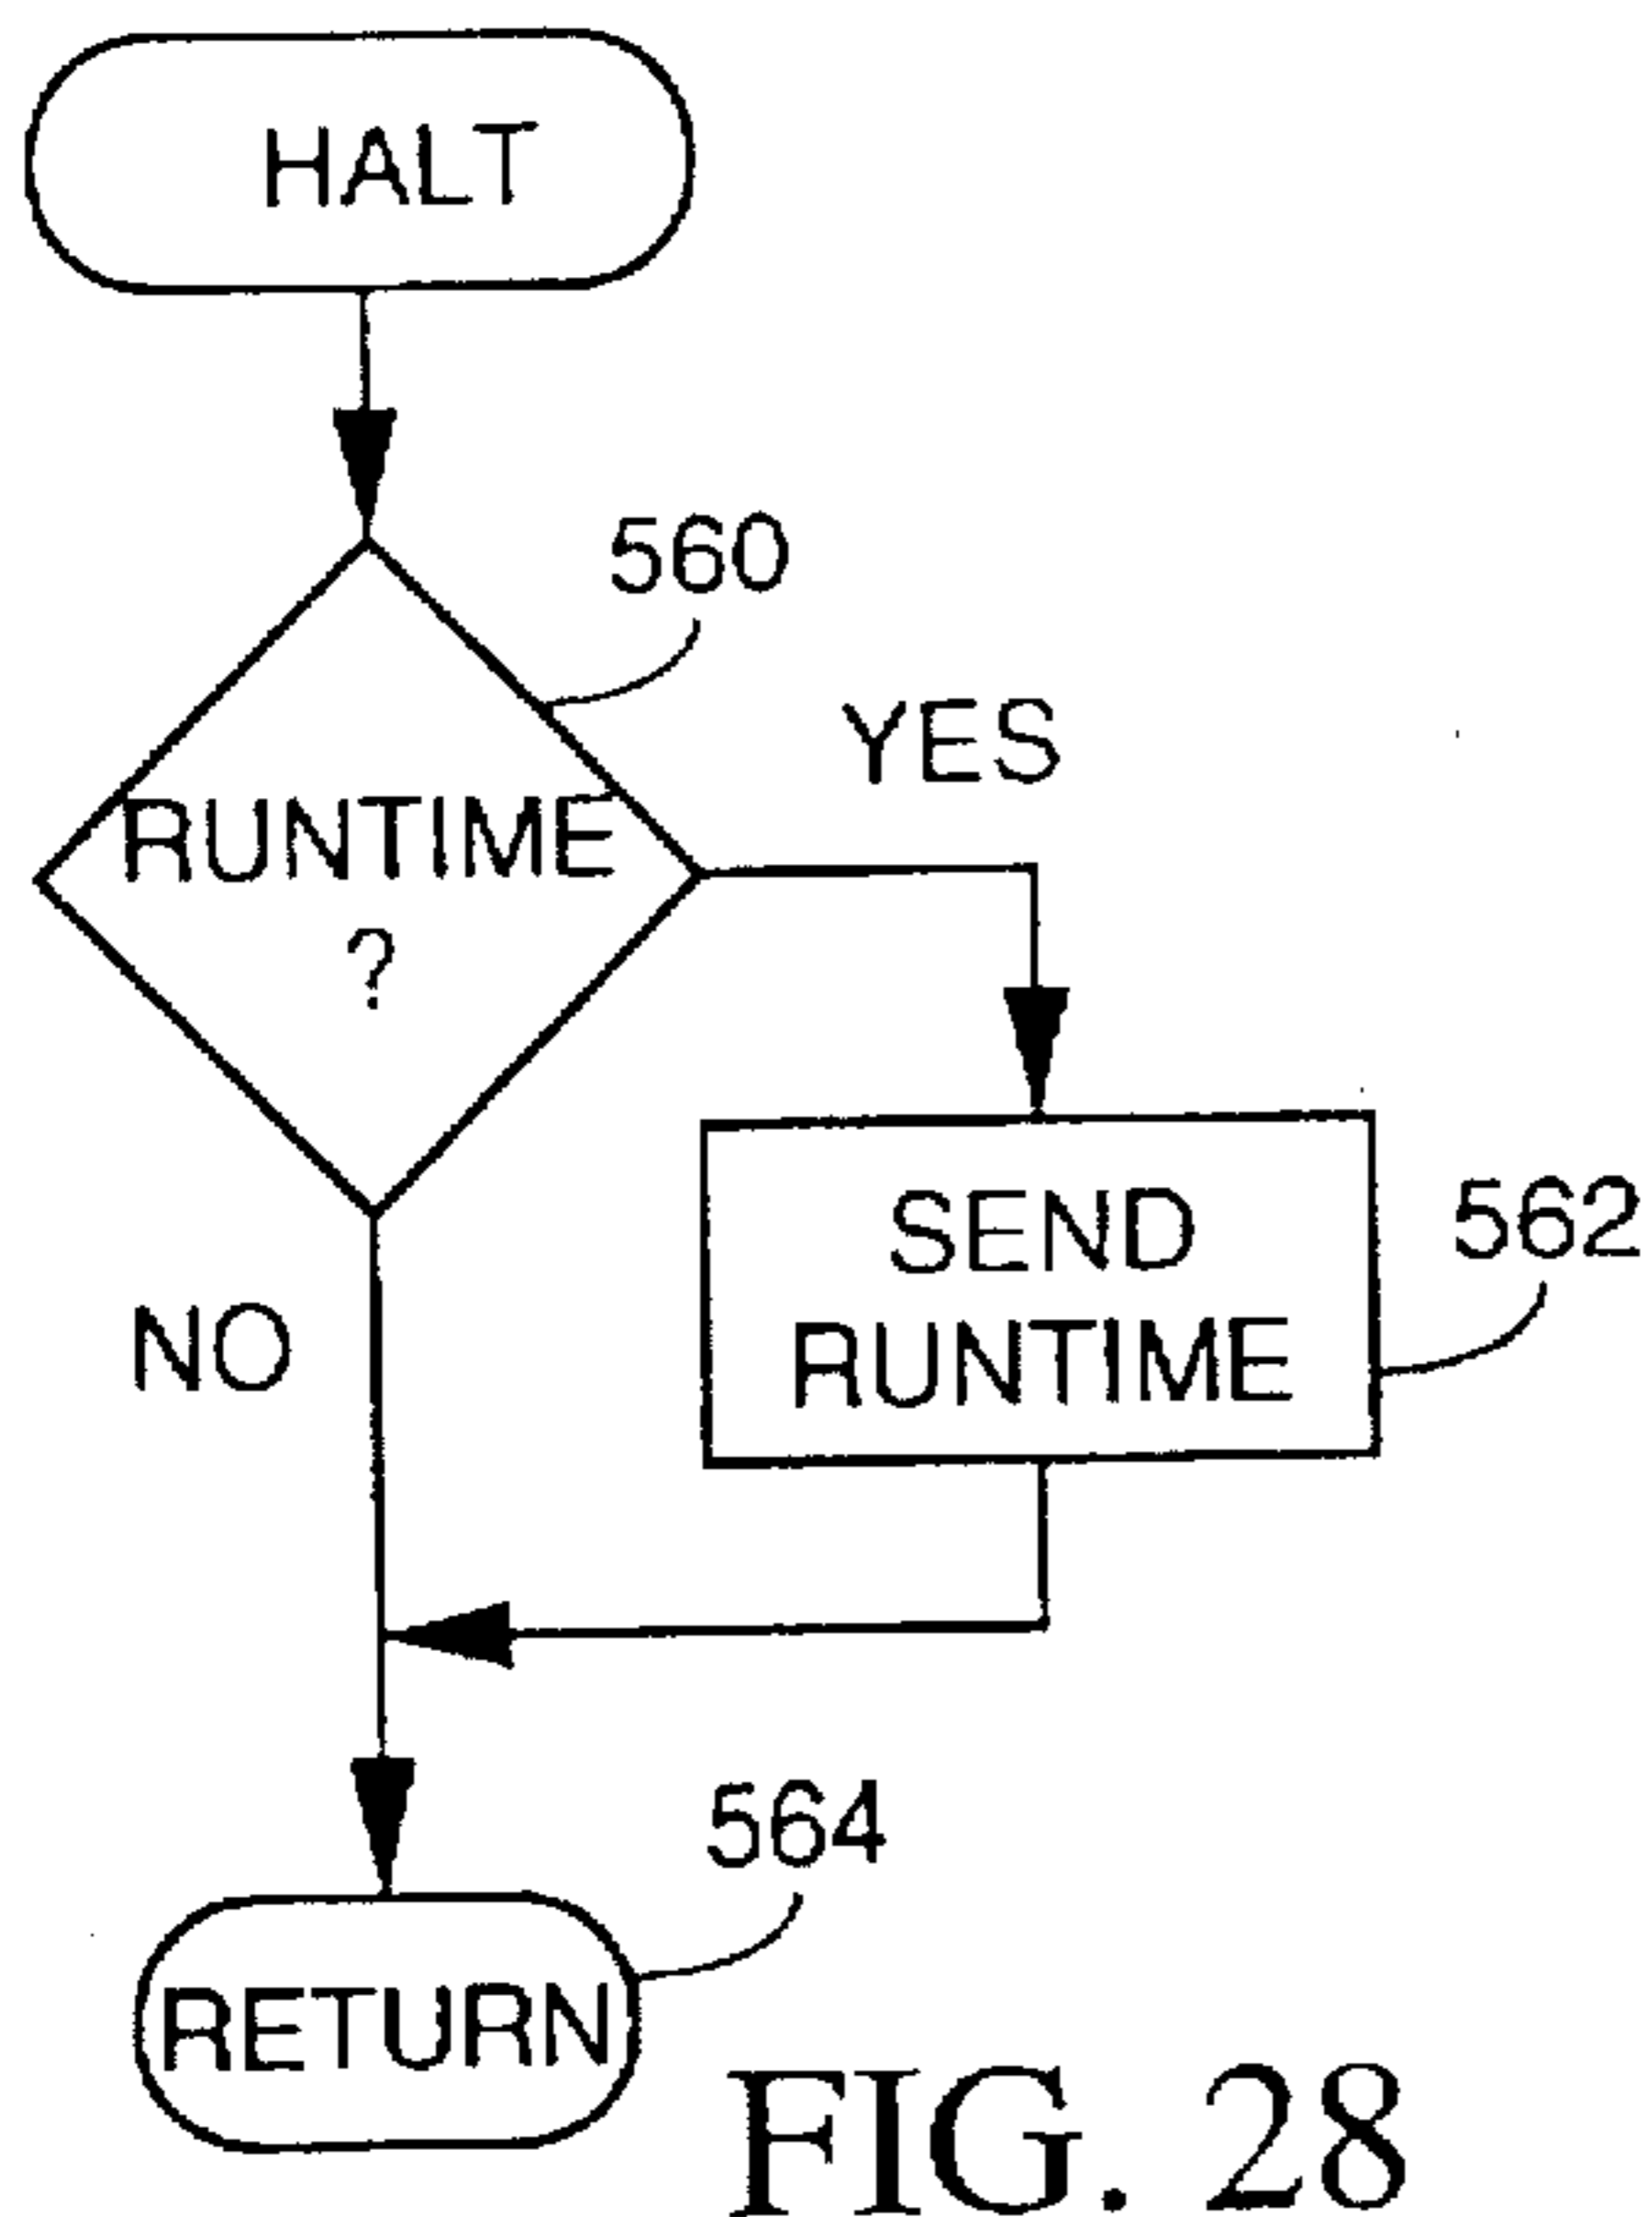 HALT
560
RUNTIME
?
YES
NO
SEND
RUNTIME
562
564
RETURN
FIG. 28